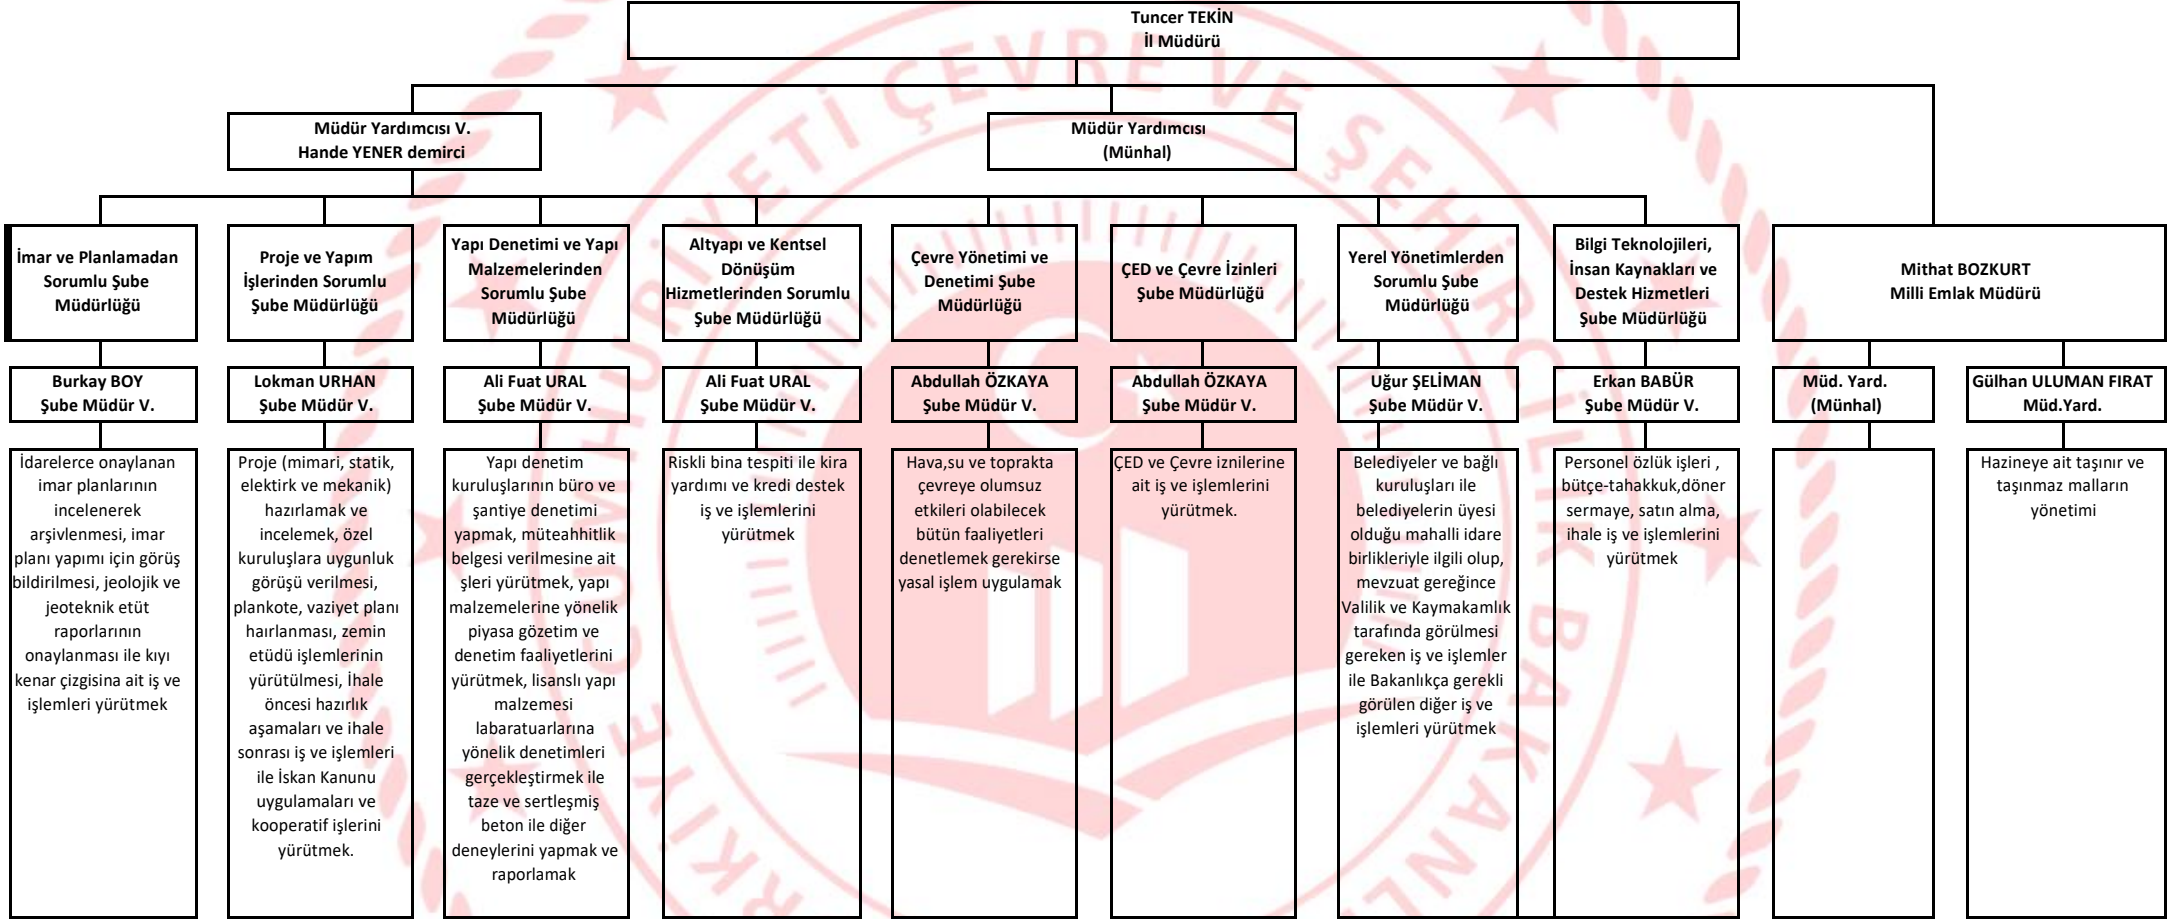 Tuncer TEKİN
İl Müdürü
Müdür Yardımcısı V.
Hande YENER demirci
Müdür Yardımcısı
(Münhal)
İmar ve Planlamadan
Sorumlu Şube
Müdürlüğü
Proje ve Yapım
İşlerinden Sorumlu
Şube Müdürlüğü
Yapı Denetimi ve Yapı
Malzemelerinden
Sorumlu Şube
Müdürlüğü
Altyapı ve Kentsel
Dönüşüm
Hizmetlerinden Sorumlu
Şube Müdürlüğü
Çevre Yönetimi ve
Denetimi Şube
Müdürlüğü
ÇED ve Çevre İzinleri
Şube Müdürlüğü
Yerel Yönetimlerden
Sorumlu Şube
Müdürlüğü
Bilgi Teknolojileri,
İnsan Kaynakları ve
Destek Hizmetleri
Şube Müdürlüğü
Mithat BOZKURT
Milli Emlak Müdürü
Burkay BOY
Şube Müdür V.
Lokman URHAN
Şube Müdür V.
Ali Fuat URAL
Şube Müdür V.
Ali Fuat URAL
Şube Müdür V.
Abdullah ÖZKAYA
Şube Müdür V.
Abdullah ÖZKAYA
Şube Müdür V.
Uğur ŞELİMAN
Şube Müdür V.
Erkan BABÜR
Şube Müdür V.
Müd. Yard.
(Münhal)
Gülhan ULUMAN FIRAT
Müd.Yard.
İdarelerce onaylanan
imar planlarının
incelenerek
arşivlenmesi, imar
planı yapımı için görüş
bildirilmesi, jeolojik ve
jeoteknik etüt
raporlarının
onaylanması ile kıyı
kenar çizgisina ait iş ve
işlemleri yürütmek
Proje (mimari, statik,
elektirk ve mekanik)
hazırlamak ve
incelemek, özel
kuruluşlara uygunluk
görüşü verilmesi,
plankote, vaziyet planı
haırlanması, zemin
etüdü işlemlerinin
yürütülmesi, İhale
öncesi hazırlık
aşamaları ve ihale
sonrası iş ve işlemleri
ile İskan Kanunu
uygulamaları ve
kooperatif işlerini
yürütmek.
Yapı denetim
kuruluşlarının büro ve
şantiye denetimi
yapmak, müteahhitlik
belgesi verilmesine ait
şleri yürütmek, yapı
malzemelerine yönelik
piyasa gözetim ve
denetim faaliyetlerini
yürütmek, lisanslı yapı
malzemesi
labaratuarlarına
yönelik denetimleri
gerçekleştirmek ile
taze ve sertleşmiş
beton ile diğer
deneylerini yapmak ve
raporlamak
Riskli bina tespiti ile kira
yardımı ve kredi destek
iş ve işlemlerini
yürütmek
Hava,su ve toprakta
çevreye olumsuz
etkileri olabilecek
bütün faaliyetleri
denetlemek gerekirse
yasal işlem uygulamak
ÇED ve Çevre iznilerine
ait iş ve işlemlerini
yürütmek.
Belediyeler ve bağlı
kuruluşları ile
belediyelerin üyesi
olduğu mahalli idare
birlikleriyle ilgili olup,
mevzuat gereğince
Valilik ve Kaymakamlık
tarafında görülmesi
gereken iş ve işlemler
ile Bakanlıkça gerekli
görülen diğer iş ve
işlemleri yürütmek
Personel özlük işleri ,
bütçe-tahakkuk,döner
sermaye, satın alma,
ihale iş ve işlemlerini
yürütmek
Hazineye ait taşınır ve
taşınmaz malların
yönetimi
RKİYE CUMHURİYETİ ÇEVRE VE ŞEHİRCİLİK BAKANL